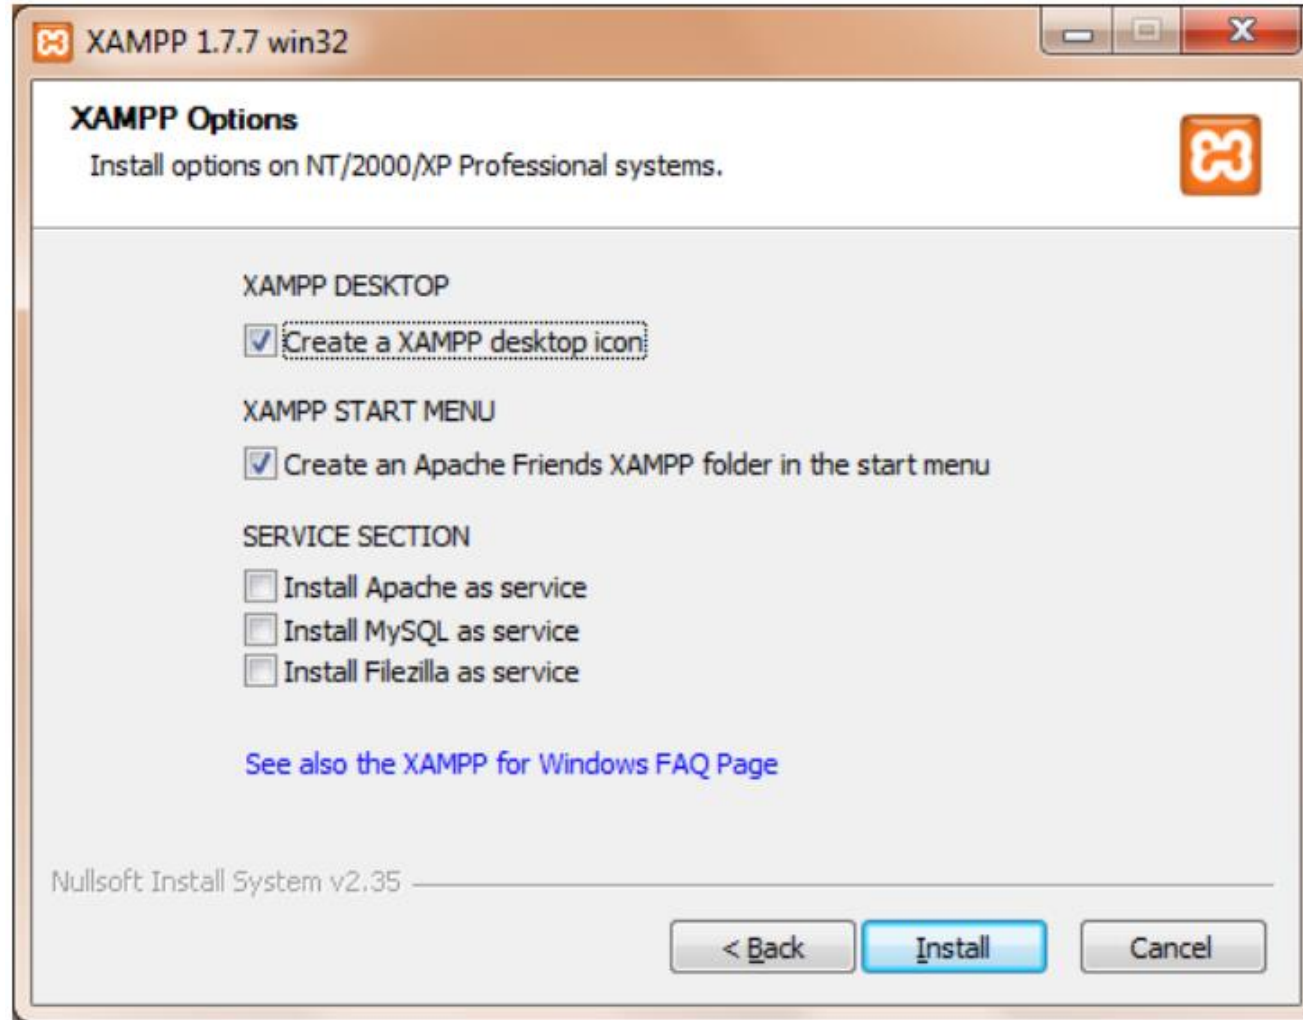 XAMPP 1.7.7 win32
XAMPP Options
Install options on NT/2000/XP Professional systems.
XAMPP DESKTOP
Create a XAMPP desktop icon
XAMPP START MENU
Create an Apache Friends XAMPP folder in the start menu
SERVICE SECTION
Install Apache as service
Install MySQL as service
Install Filezilla as service
See also the XAMPP for Windows FAQ Page
Nullsoft Install System v2.35
< Back Install Cancel